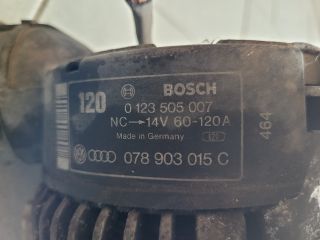 120 BOSCH
0 123 505 007
NC→14V 60-120A
Made in Germany
078 903 015 C
464